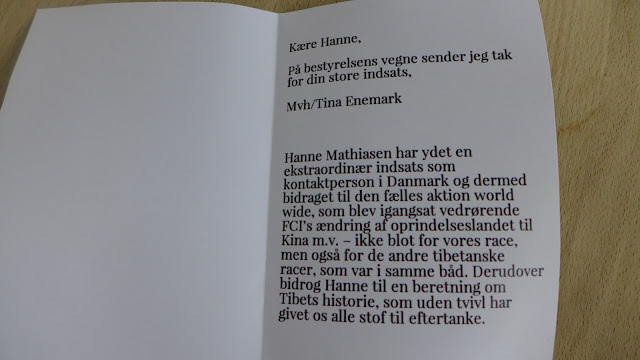 Kære Hanne,
På bestyrelsens vegne sender jeg tak
for din store indsats,
Mvh/Tina Enemark
Hanne Mathiasen har ydet en
ekstraordinær indsats som
kontaktperson i Danmark og dermed
bidraget til den fælles aktion world
wide, som blev igangsat vedrørende
FCI's ændring af oprindelseslandet til
Kina m.v. – ikke blot for vores race,
men også for de andre tibetanske
racer, som var i samme båd. Derudover
bidrog Hanne til en beretning om
Tibets historie, som uden tvivl har
givet os alle stof til eftertanke.